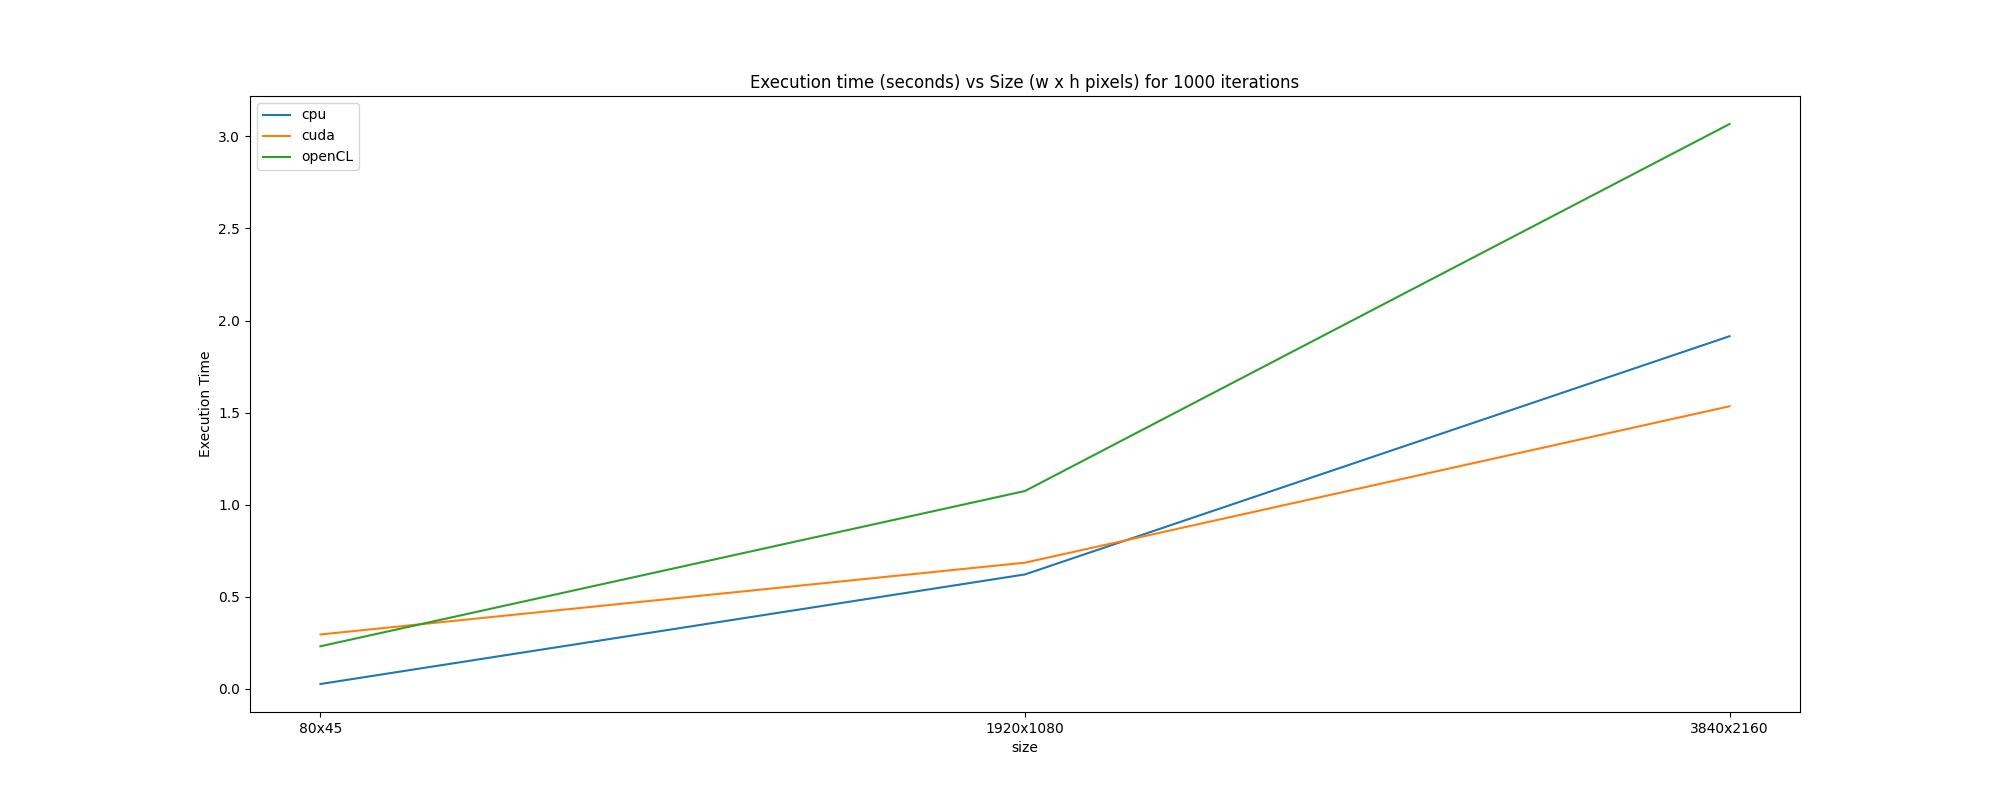 Execution time (seconds) vs Size (w x h pixels) for 1000 iterations
cpu
cuda
openCL
3.0
2.5
2.0
1.5
1.0
0.5
0.0
Execution Time
80x45
1920x1080
3840x2160
size